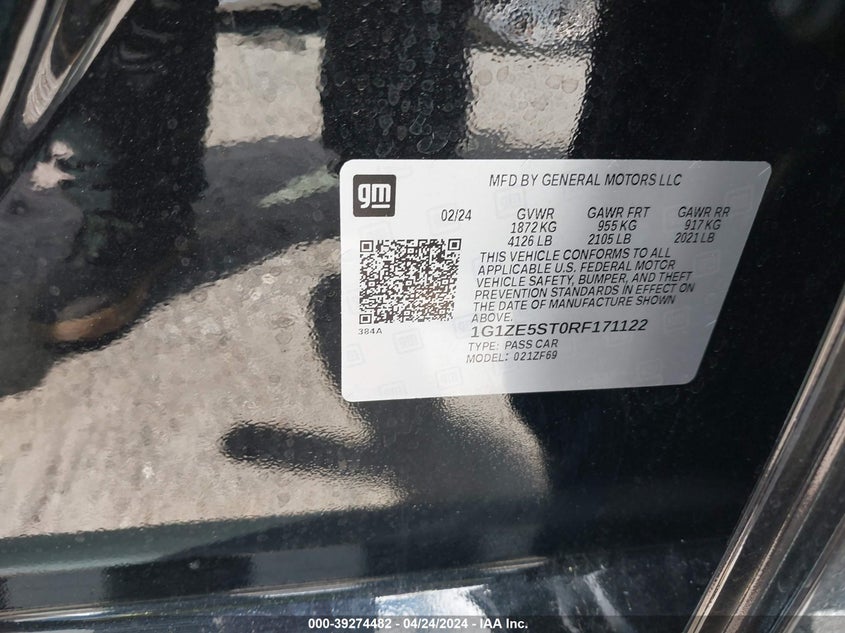 gm
MFD BY GENERAL MOTORS LLC
02/24 GVWR GAWR FRT GAWR RR
1872 KG 955 KG 917 KG
4126 LB 2105 LB 2021 LB
THIS VEHICLE CONFORMS TO ALL
APPLICABLE U.S. FEDERAL MOTOR
VEHICLE SAFETY, BUMPER, AND THEFT
PREVENTION STANDARDS IN EFFECT ON
THE DATE OF MANUFACTURE SHOWN
ABOVE.
384A
1G1ZE5ST0RF171122
TYPE: PASS CAR
MODEL: 021ZF69
000-39274482 - 04/24/2024 - IAA Inc.